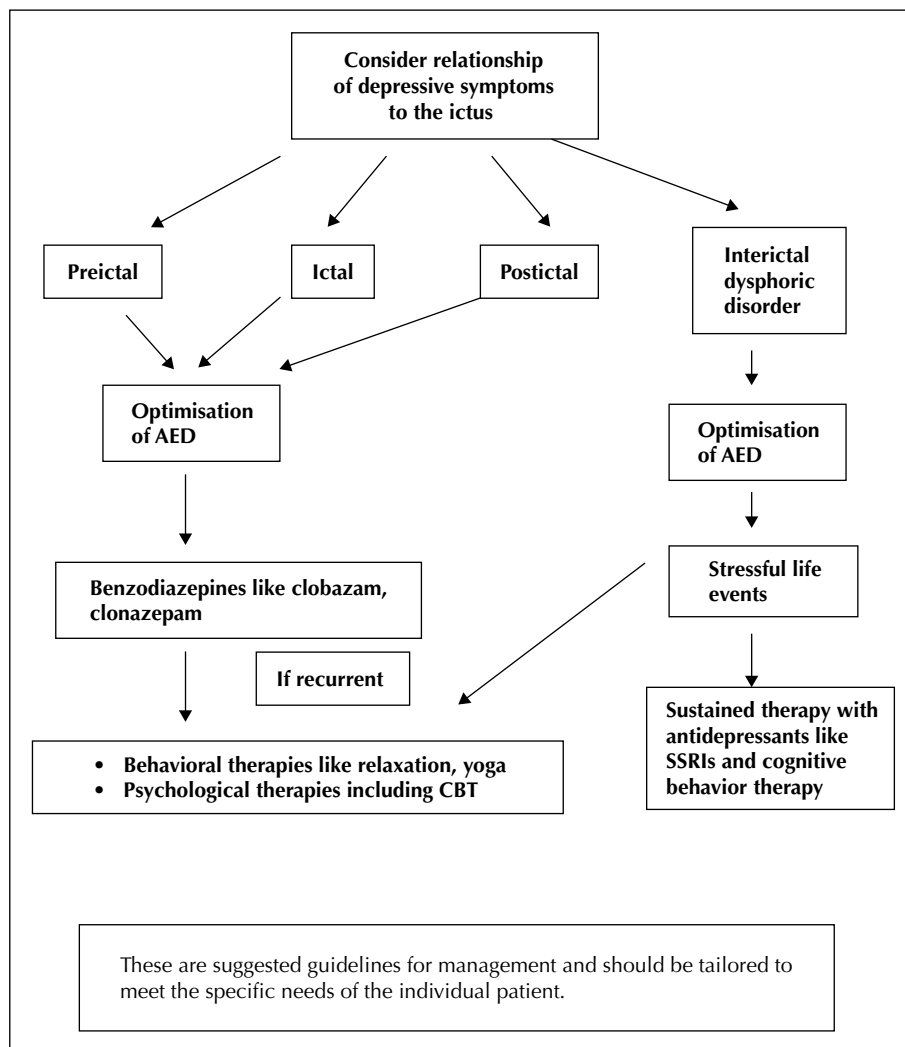 Consider relationship
of depressive symptoms
to the ictus
Preictal
Ictal
Postictal
Interictal
dysphoric
disorder
Optimisation
of AED
Optimisation
of AED
Benzodiazepines like clobazam,
clonazepam
Stressful life
events
If recurrent
• Behavioral therapies like relaxation, yoga
• Psychological therapies including CBT
Sustained therapy with
antidepressants like
SSRIs and cognitive
behavior therapy
These are suggested guidelines for management and should be tailored to
meet the specific needs of the individual patient.